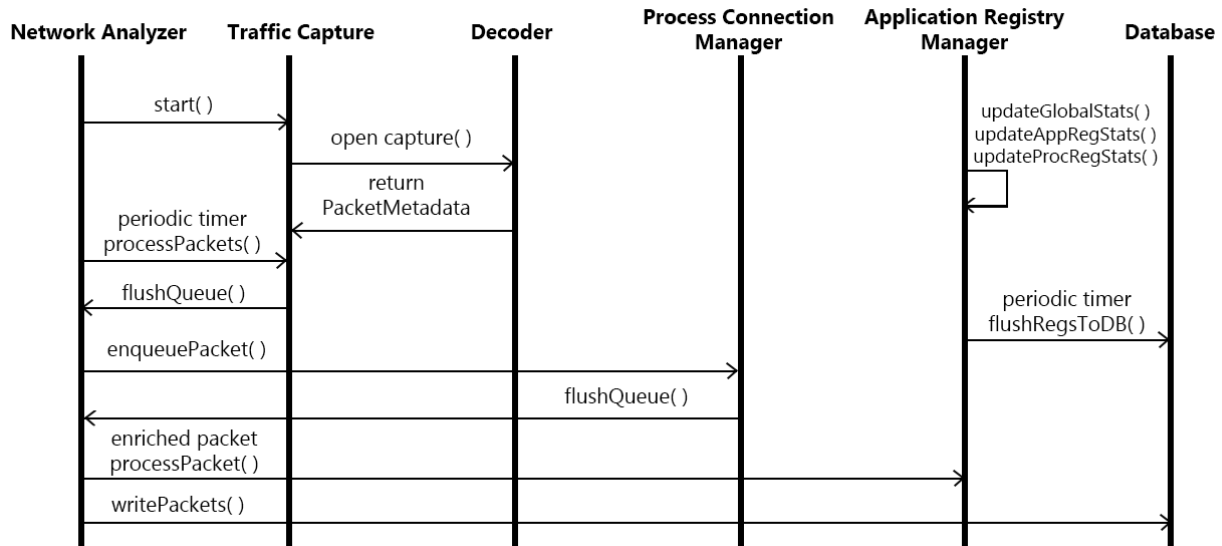 Network Analyzer
Traffic Capture
Decoder
Process Connection
Manager
Application Registry
Manager
Database
start( )
open capture( )
return
PacketMetadata
periodic timer
processPackets( )
flushQueue( )
enqueuePacket( )
flushQueue( )
enriched packet
processPacket( )
writePackets( )
updateGlobalStats( )
updateAppRegStats( )
updateProcRegStats( )
periodic timer
flushRegsToDB( )